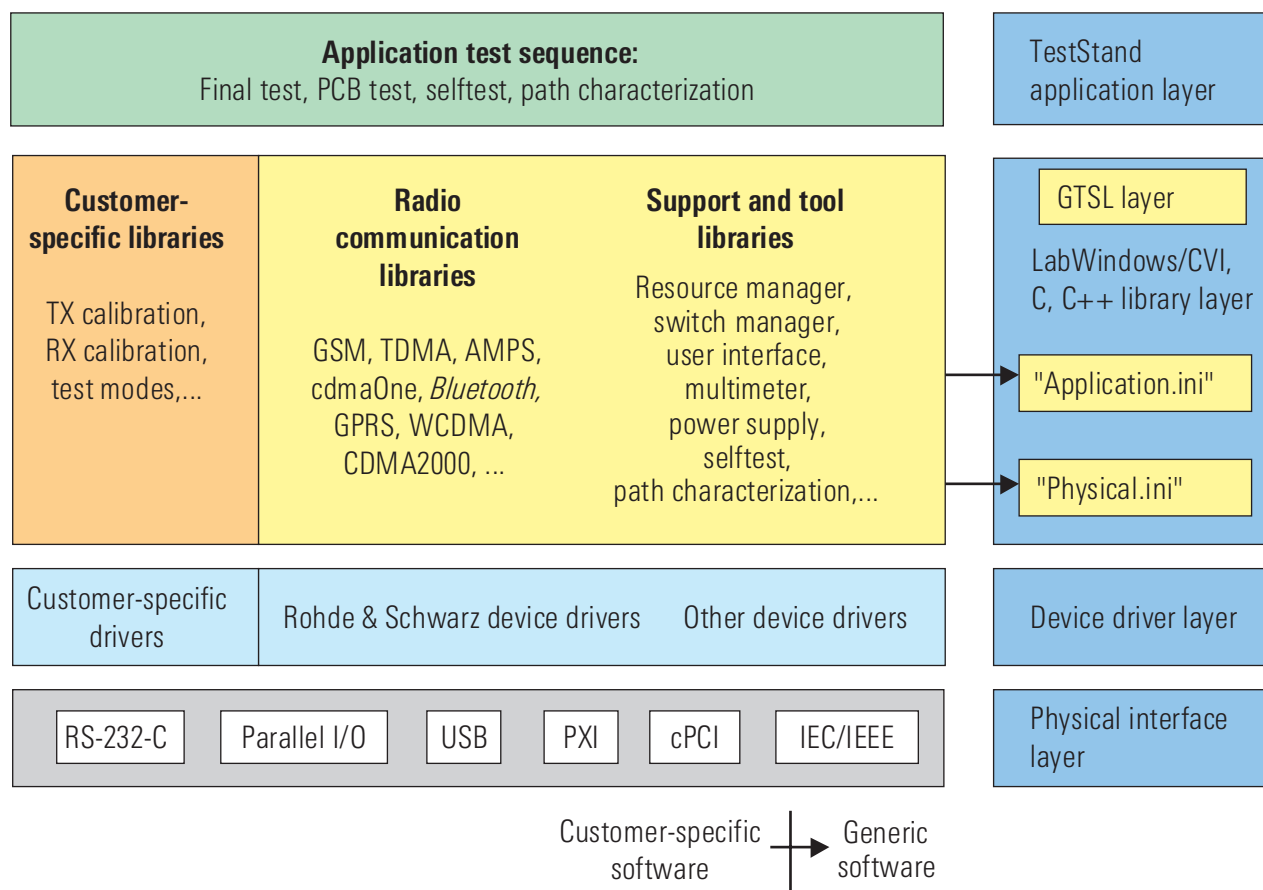 Application test sequence:
Final test, PCB test, selftest, path characterization
TestStand
application layer
Customer-
specific libraries
TX calibration,
RX calibration,
test modes,...
Radio
communication
libraries
GSM, TDMA, AMPS,
cdmaOne, Bluetooth,
GPRS, WCDMA,
CDMA2000, ...
Support and tool
libraries
Resource manager,
switch manager,
user interface,
multimeter,
power supply,
selftest,
path characterization,...
GTSL layer
LabWindows/CVI,
C, C++ library layer
"Application.ini"
"Physical.ini"
Customer-specific
drivers
Rohde & Schwarz device drivers
Other device drivers
Device driver layer
RS-232-C
Parallel I/O
USB
PXI
cPCI
IEC/IEEE
Physical interface
layer
Customer-specific
software
Generic
software